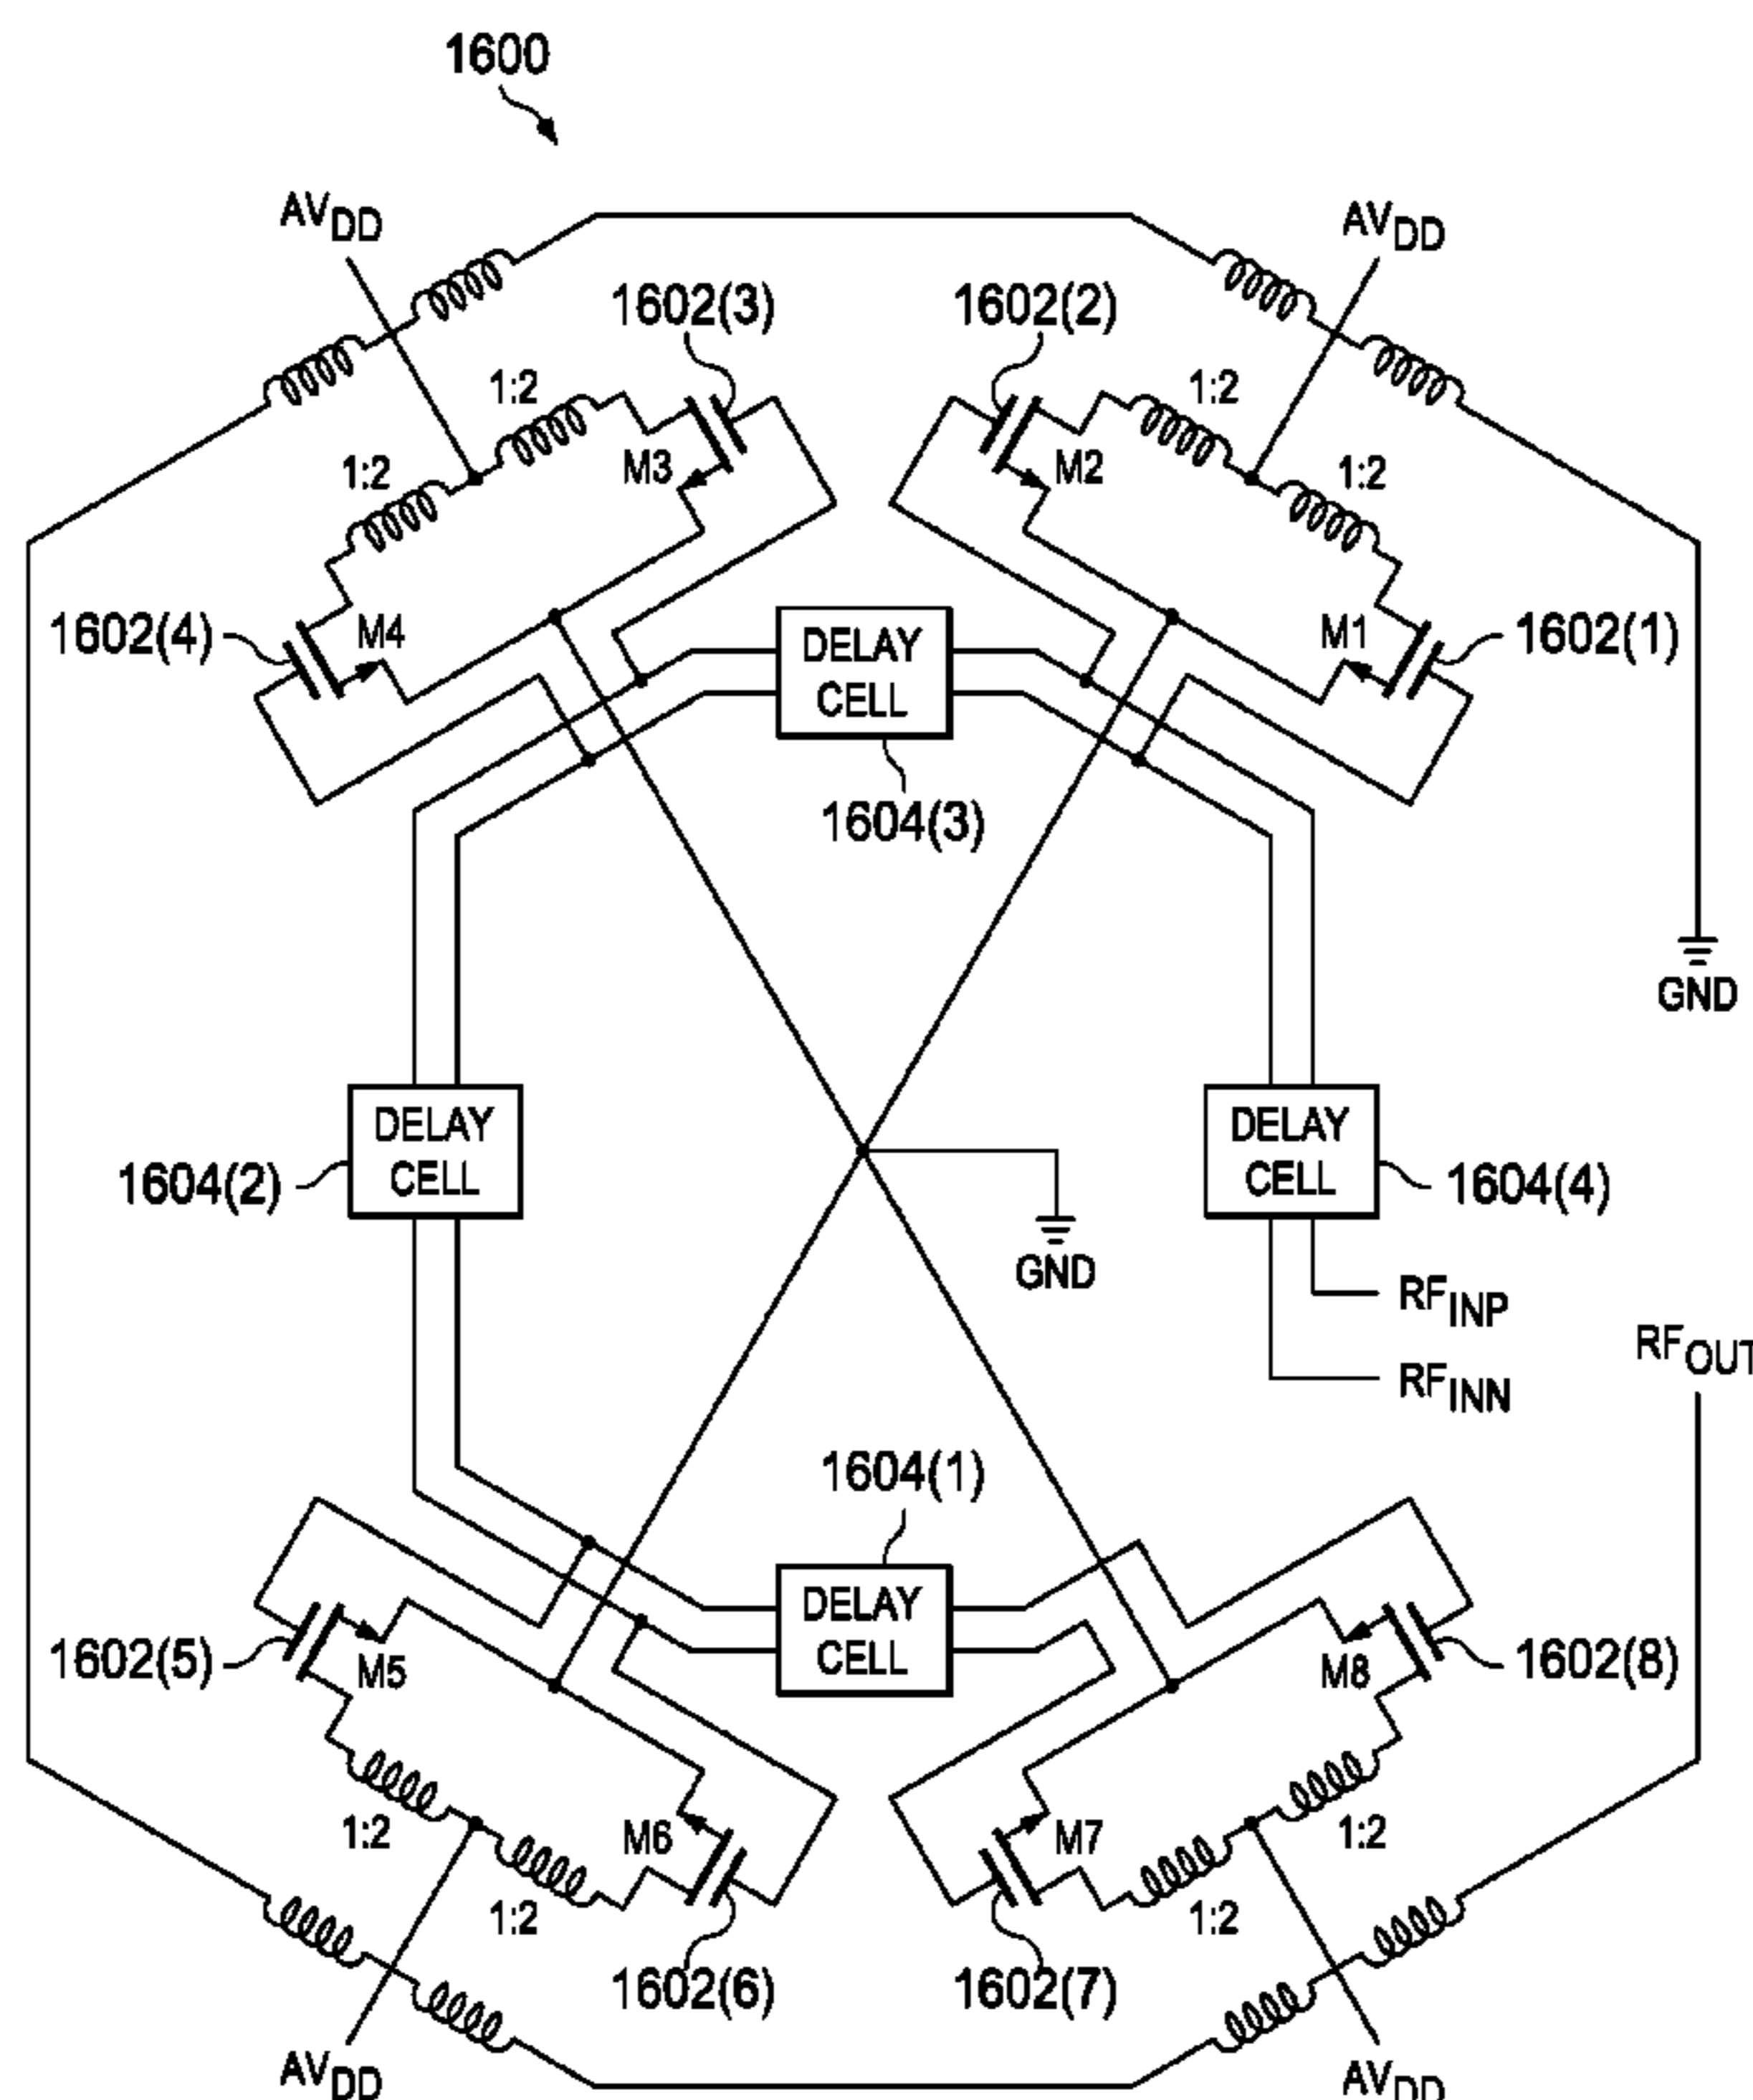 1600
AVDD
AVDD
1602(3)
1602(2)
1:2
1:2
1:2
1:2
M3
M2
1602(4)
M4
M1
1602(1)
DELAY
CELL
1604(3)
GND
DELAY
CELL
1604(2)
DELAY
CELL
1604(4)
GND
RFINP
RFINN
RFOUT
1604(1)
DELAY
CELL
1602(5)
M5
M8
1602(8)
1:2
M6
M7
1:2
1:2
1:2
1602(6)
1602(7)
AVDD
AVDD